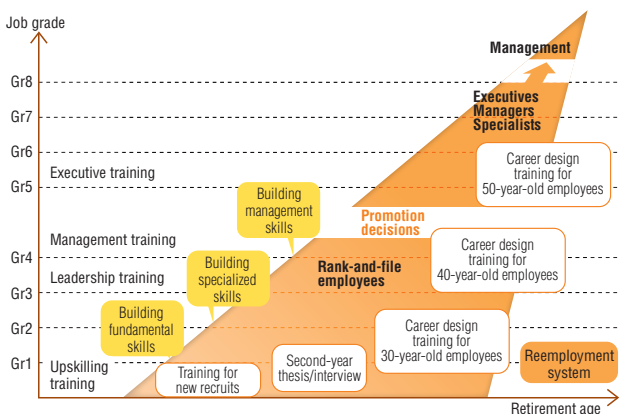 Job grade
Management
Gr8
Executives
Managers
Specialists
Gr7
Gr6
Career design
training for
50-year-old employees
Executive training
Gr5
Building
management
skills
Promotion
decisions
Management training
Gr4
Career design
training for
40-year-old employees
Building
specialized
skills
Rank-and-file
employees
Leadership training
Gr3
Building
fundamental
skills
Gr2
Career design
training for
30-year-old employees
Gr1
Upskilling
training
Training for
new recruits
Second-year
thesis/interview
Reemployment
system
Retirement age